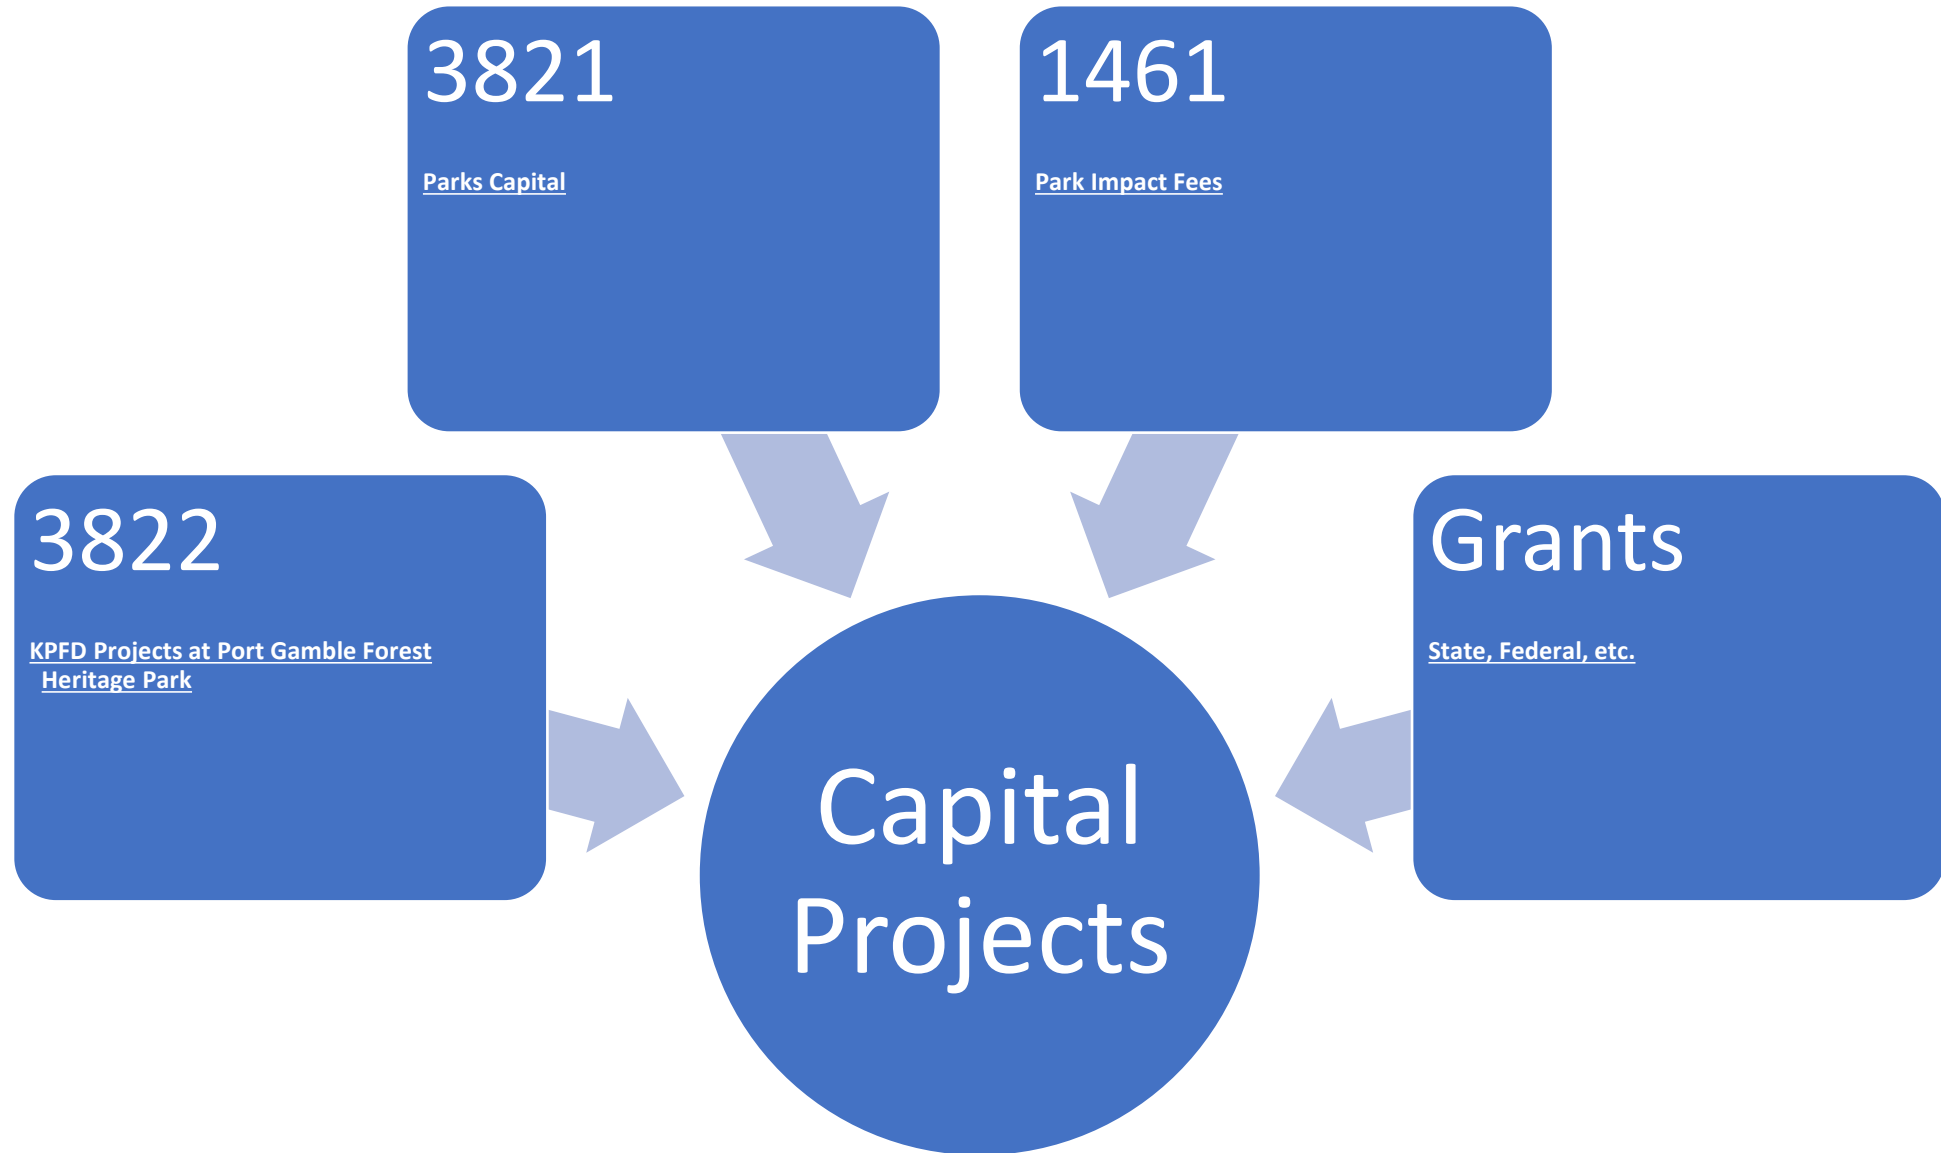 3821
Parks Capital
1461
Park Impact Fees
3822
KPFD Projects at Port Gamble Forest
Heritage Park
Grants
State, Federal, etc.
Capital
Projects